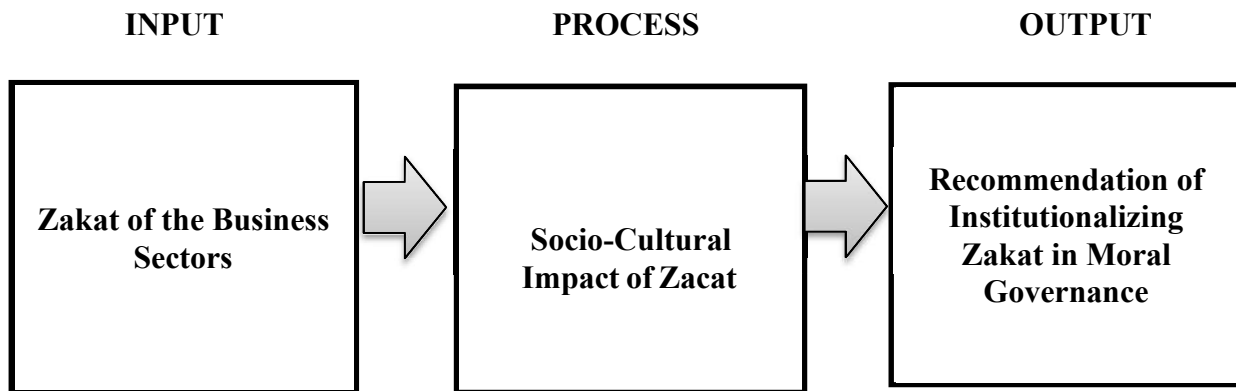 INPUT
PROCESS
OUTPUT
Zakat of the Business
Sectors
Socio-Cultural
Impact of Zacat
Recommendation of
Institutionalizing
Zakat in Moral
Governance